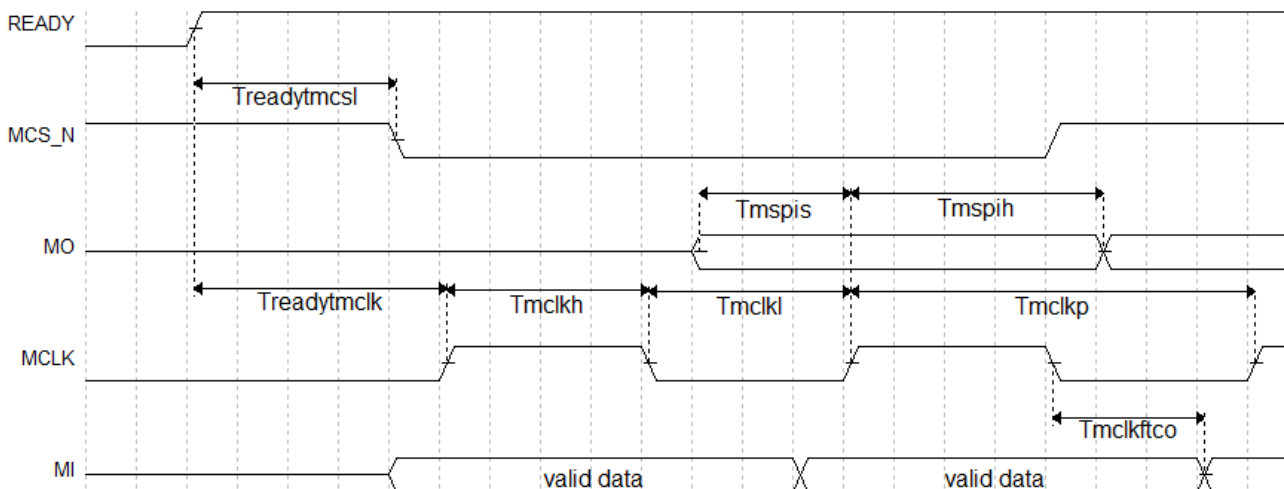 READY
Treadytmcsl
MCS_N
Tmspis
Tmspih
MO
Treadytmclk
Tmclkh
Tmclkl
Tmclkp
MCLK
Tmclkftco
MI
valid data
valid data